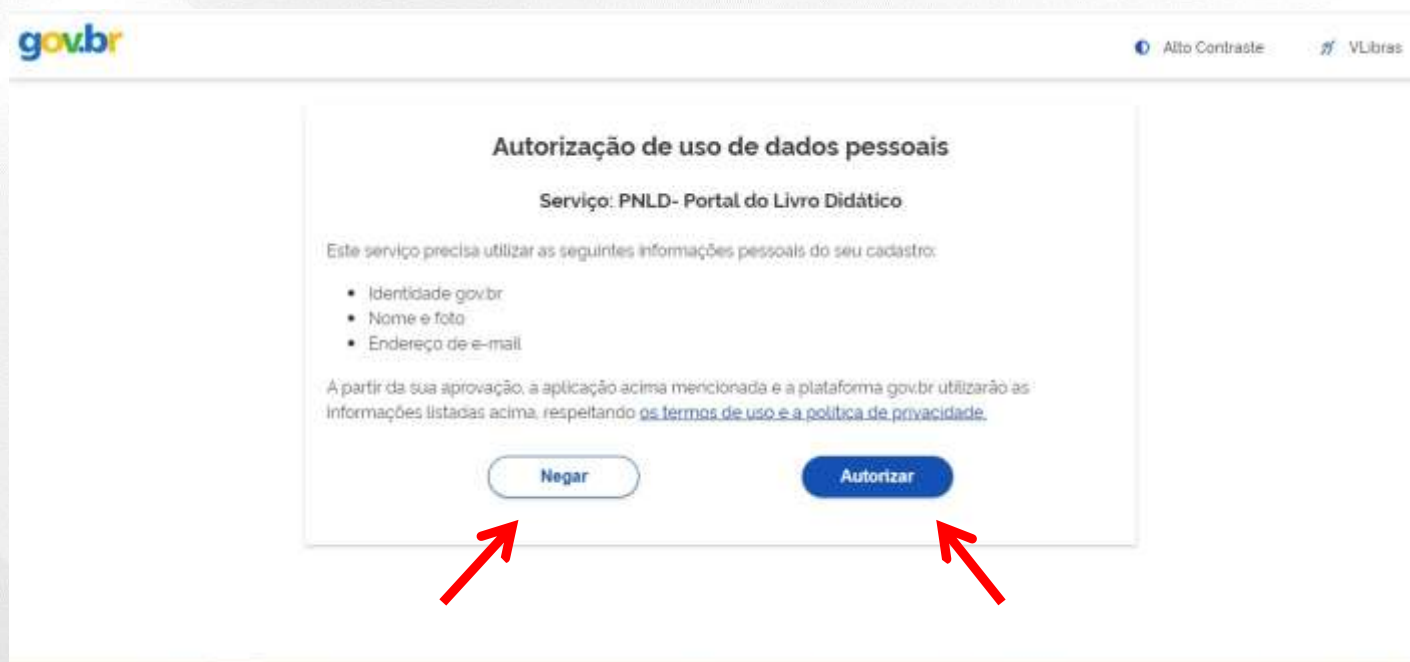 gov.br
Alto Contraste VLibras
Autorização de uso de dados pessoais
Serviço: PNLD- Portal do Livro Didático
Este serviço precisa utilizar as seguintes informações pessoais do seu cadastro:
• Identidade gov.br
• Nome e foto
• Endereço de e-mail
A partir da sua aprovação, a aplicação acima mencionada e a plataforma gov.br utilizarão as
informações listadas acima, respeitando os termos de uso e a política de privacidade.
Negar Autorizar